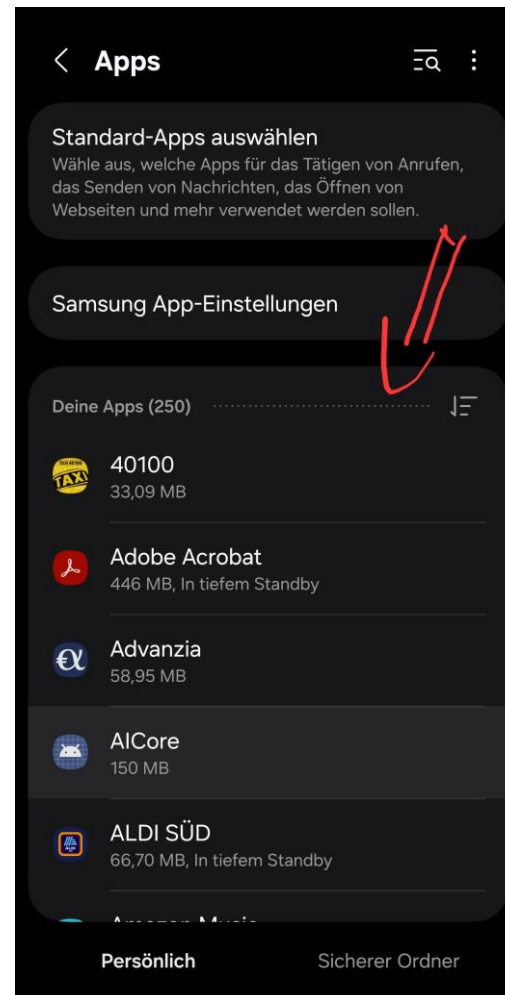 Apps
Standard-Apps auswählen
Wähle aus, welche Apps für das Tätigen von Anrufen,
das Senden von Nachrichten, das Öffnen von
Webseiten und mehr verwendet werden sollen.
Samsung App-Einstellungen
Deine Apps (250)
TAXI
40100
33,09 MB
Adobe Acrobat
446 MB, In tiefem Standby
Advanzia
58,95 MB
AICore
150 MB
ALDI SÜD
66,70 MB, In tiefem Standby
Amazon Music
Persönlich
Sicherer Ordner